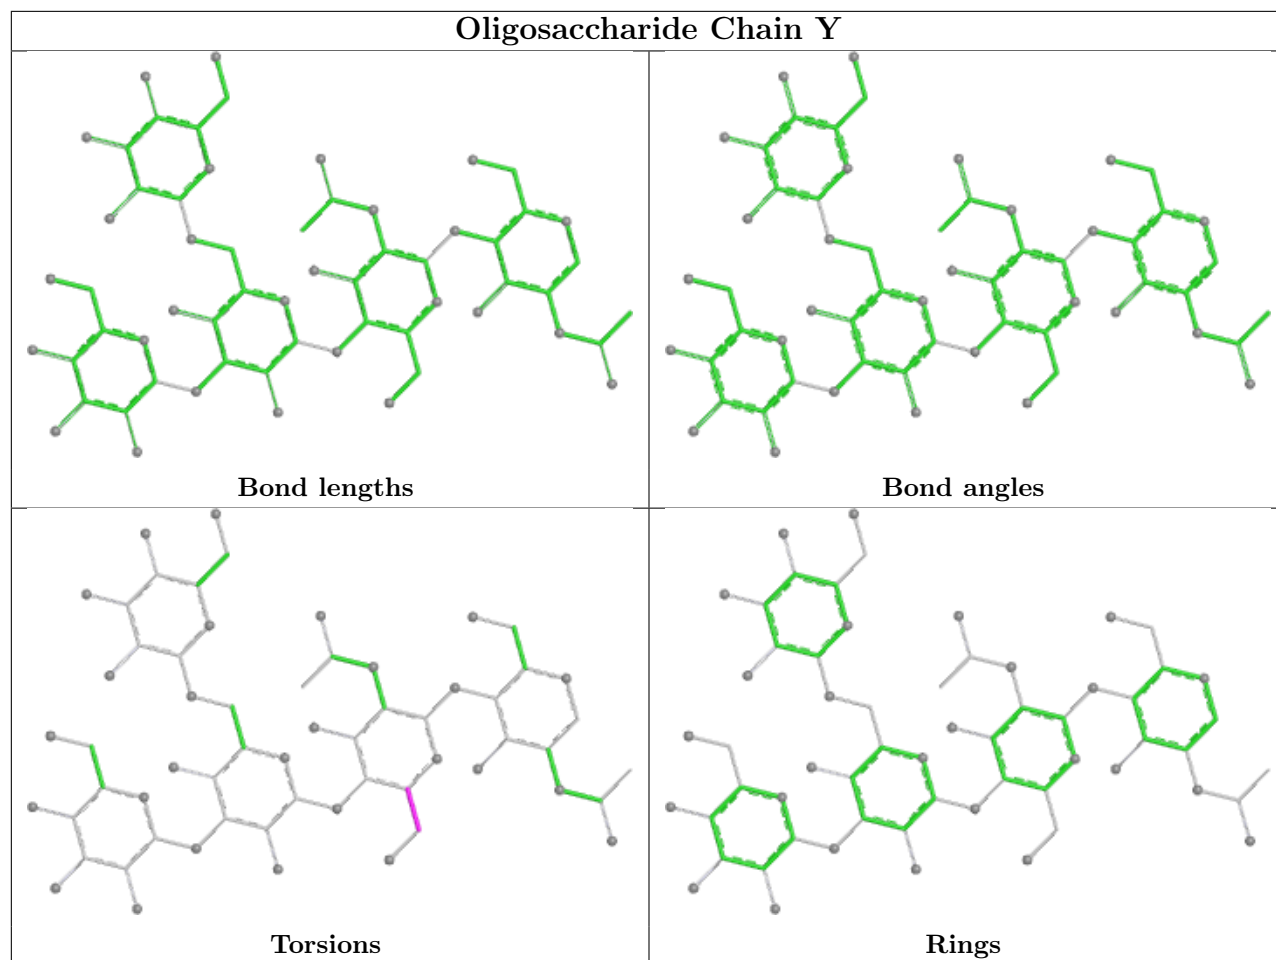 Oligosaccharide Chain Y
Bond lengths
Bond angles
Torsions
Rings